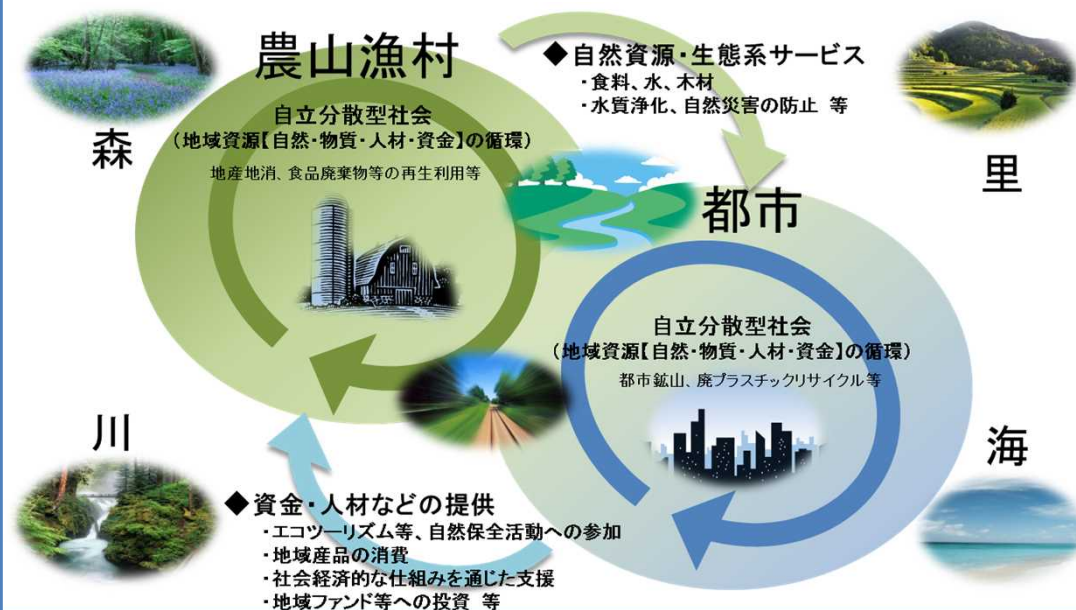 農山漁村
自立分散型社会
(地域資源【自然・物質・人材・資金】の循環)
地産地消、食品廃棄物等の再生利用等
◆自然資源・生態系サービス
・食料、水、木材
・水質浄化、自然災害の防止 等
森
里
都市
自立分散型社会
(地域資源【自然・物質・人材・資金】の循環)
都市鉱山、廃プラスチックリサイクル等
川
海
◆資金・人材などの提供
・エコツーリズム等、自然保全活動への参加
・地域産品の消費
・社会経済的な仕組みを通じた支援
・地域ファンド等への投資 等